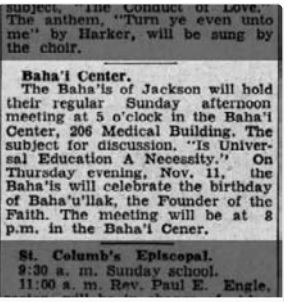 subject, "The Conduct of Love."
The anthem, "Turn ye even unto
me" by Harker, will be sung by
the choir.
Baha'i Center.
The Baha'is of Jackson will hold
their regular Sunday afternoon
meeting at 5 o'clock in the Baha'i
Center, 206 Medical Building. The
subject for discussion. "Is Univer-
sal Education A Necessity." On
Thursday evening, Nov. 11, the
Baha'is will celebrate the birthday
of Baha'u'llak, the Founder of the
Faith. The meeting will be at 8
p.m. in the Baha'i Cener.
St. Columb's Episcopal.
9:30 a. m. Sunday school.
11:00 a. m. Rev. Paul E. Engle,